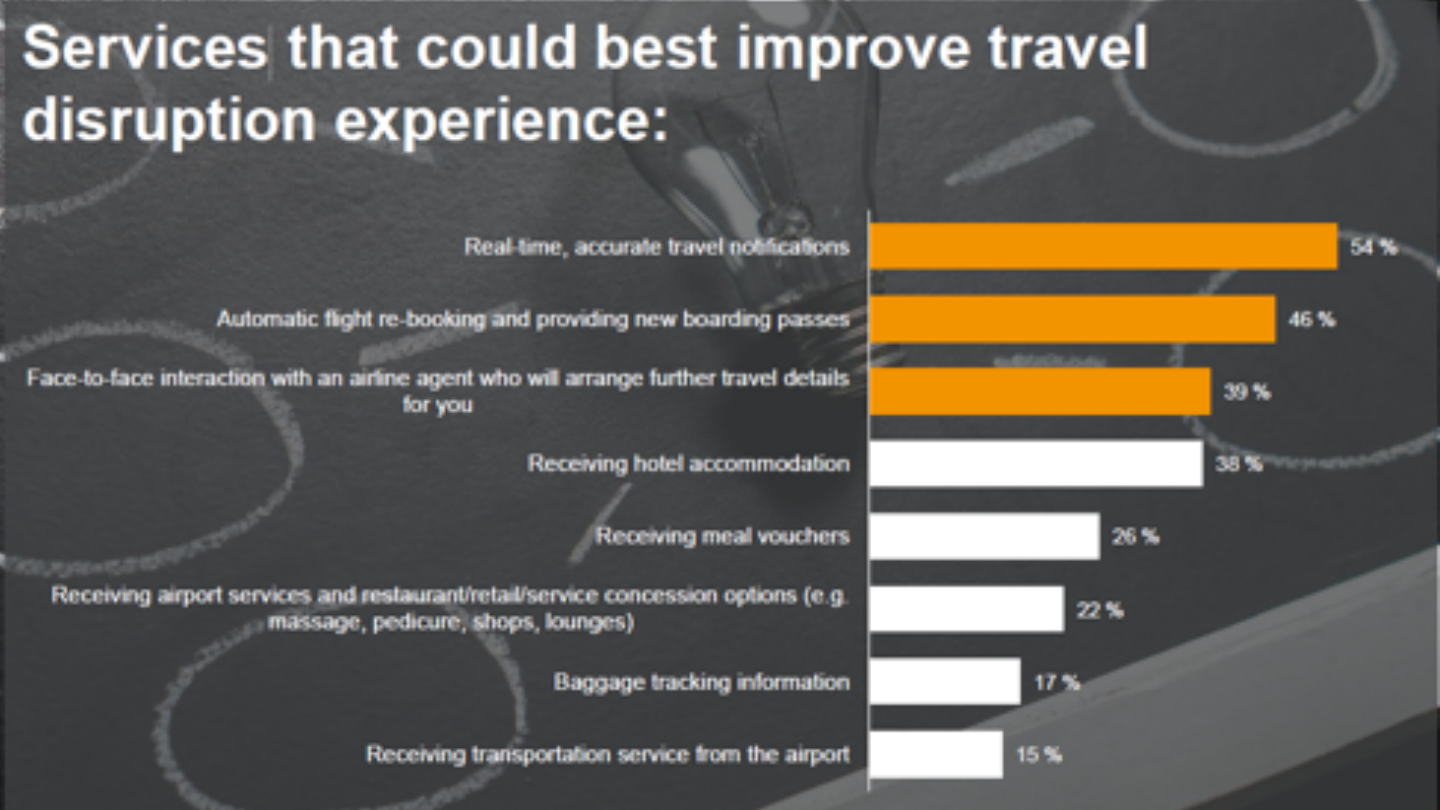 Services that could best improve travel
disruption experience:
Real-time, accurate travel notifications
54 %
Automatic flight re-booking and providing new boarding passes
46 %
Face-to-face interaction with an airline agent who will arrange further travel details
for you
39 %
Receiving hotel accommodation
38 %
Receiving meal vouchers
26 %
Receiving airport services and restaurant/retail/service concession options (e.g.
massage, pedicure, shops, lounges)
22 %
Baggage tracking information
17 %
Receiving transportation service from the airport
15 %